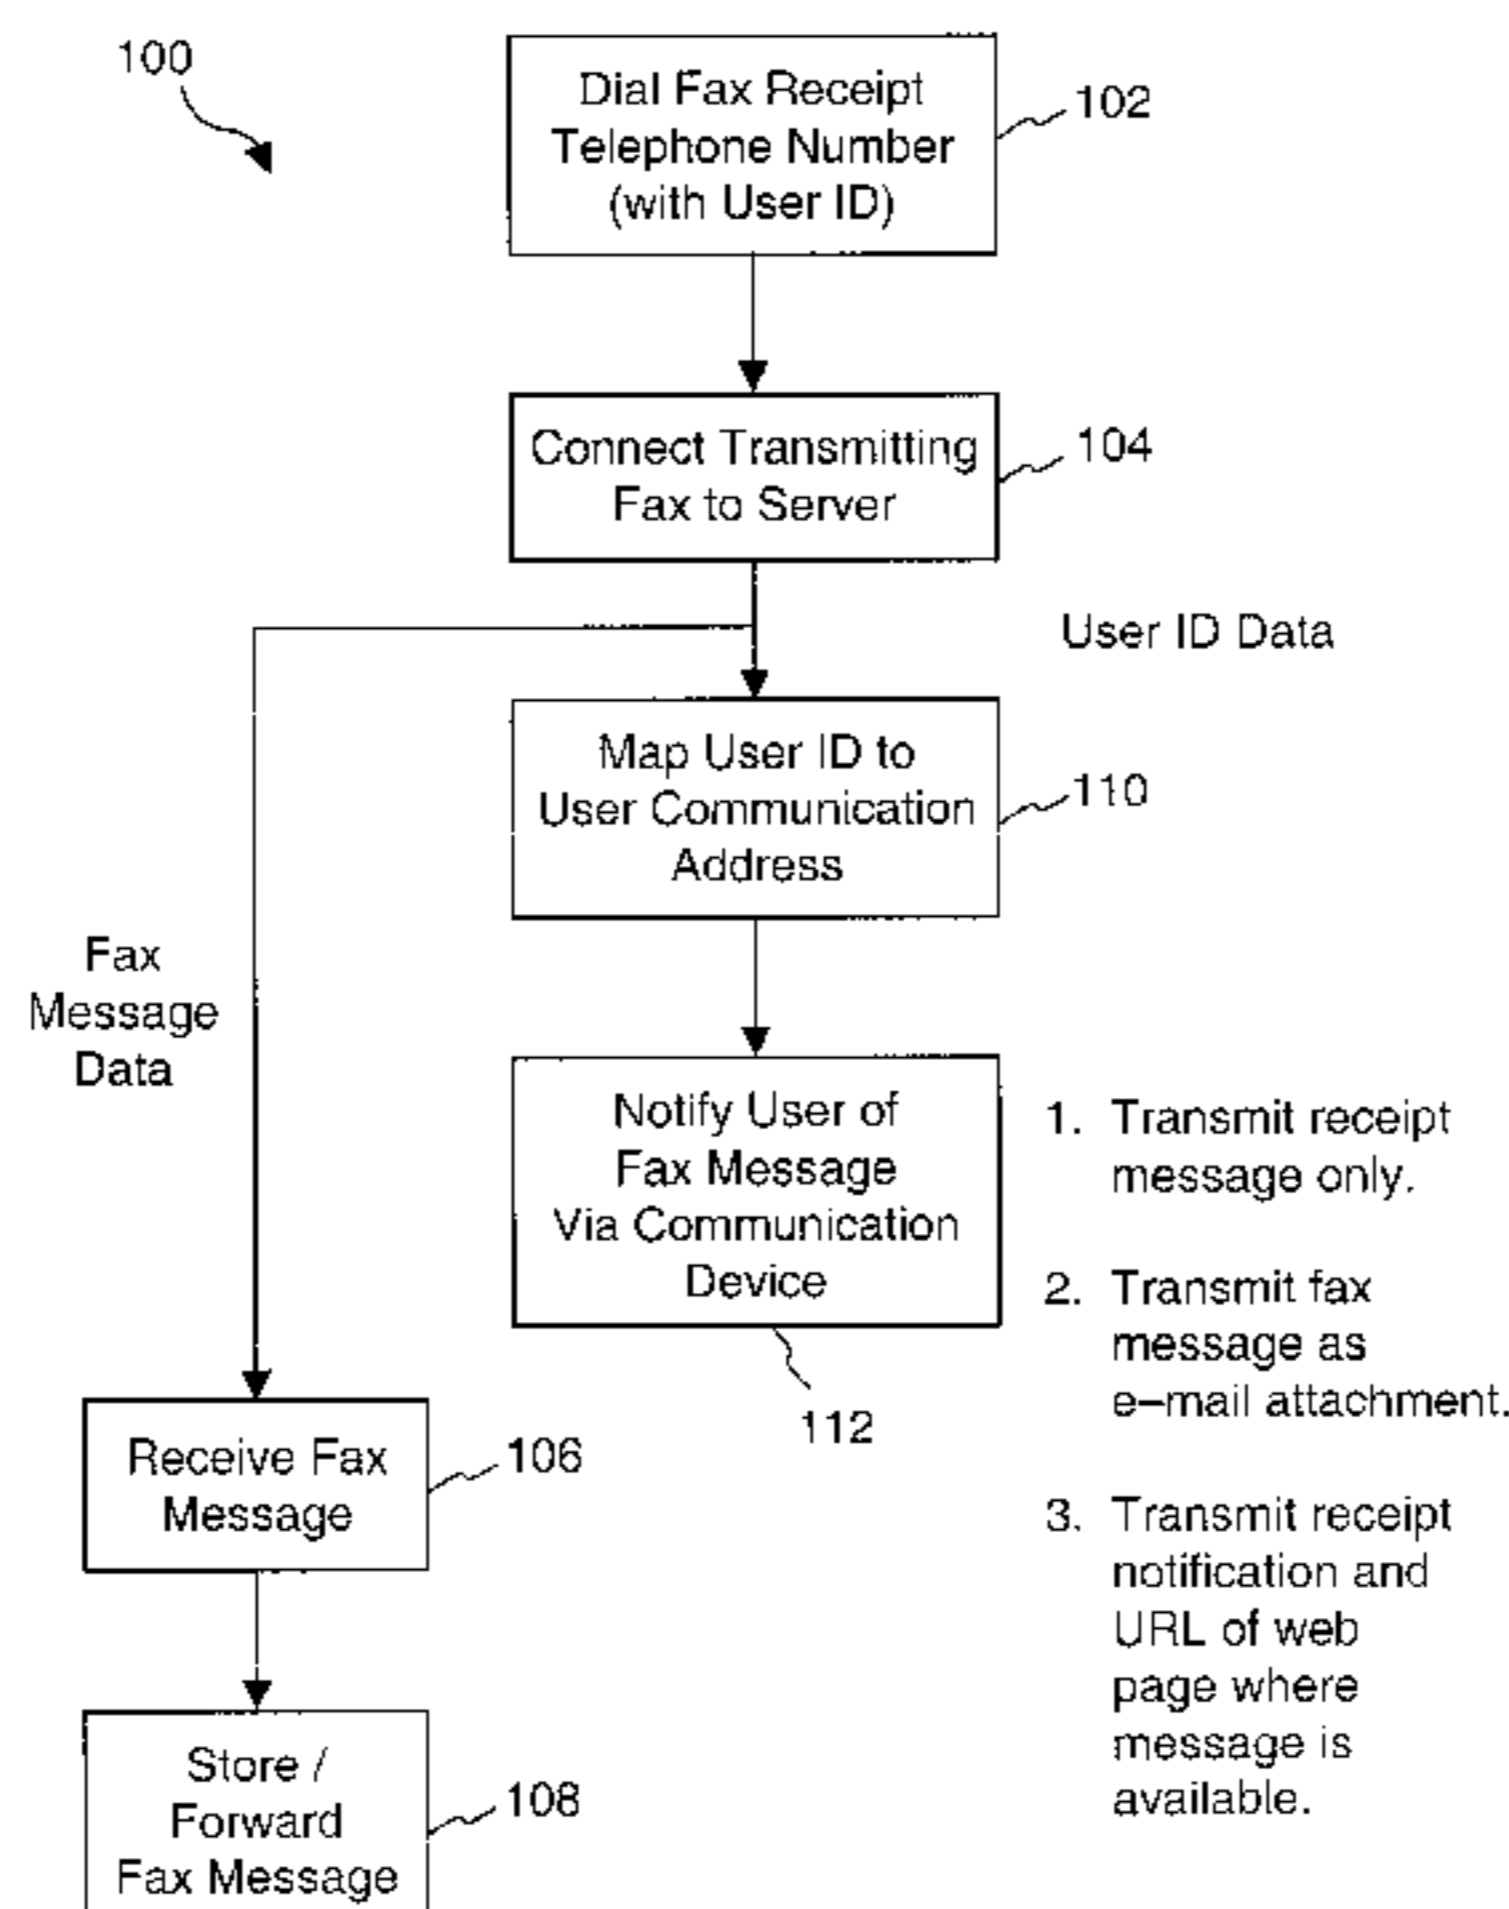 100
Dial Fax Receipt
Telephone Number
(with User ID)
102
Connect Transmitting
Fax to Server
104
User ID Data
Map User ID to
User Communication
Address
110
Fax
Message
Data
Notify User of
Fax Message
Via Communication
Device
112
1. Transmit receipt
message only.
2. Transmit fax
message as
e-mail attachment.
3. Transmit receipt
notification and
URL of web
page where
message is
available.
Receive Fax
Message
106
Store /
Forward
Fax Message
108